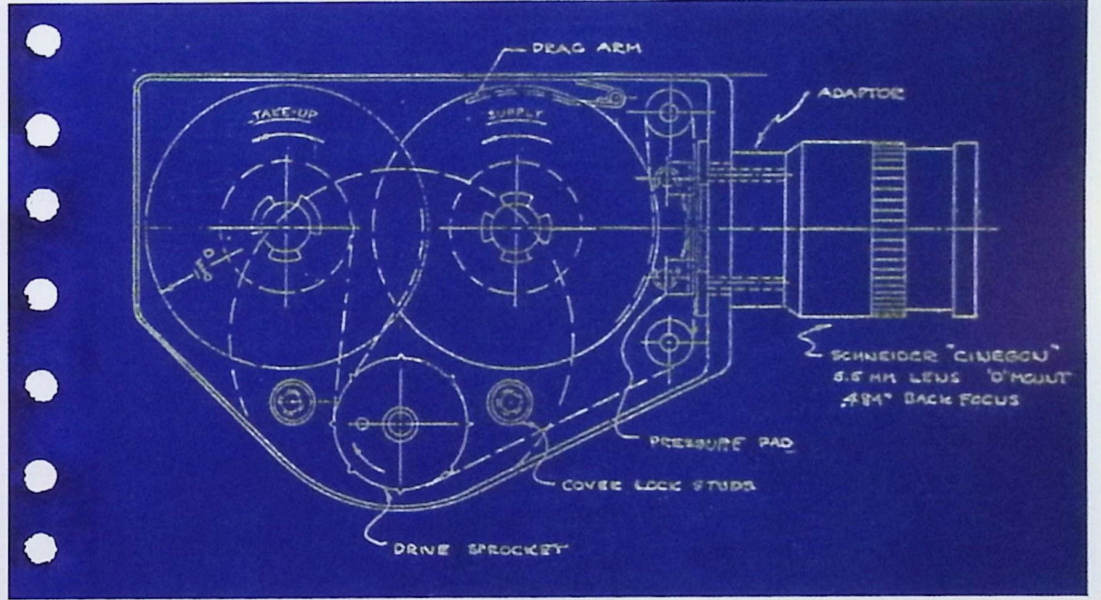 DRAG ARM
ADAPTOR
TAKE-UP
SUPPLY
SCHNEIDER "CINEGON"
5.5 MM LENS 'D' MOUNT
.484" BACK FOCUS
PRESSURE PAD
COVER LOCK STUDS
DRIVE SPROCKET